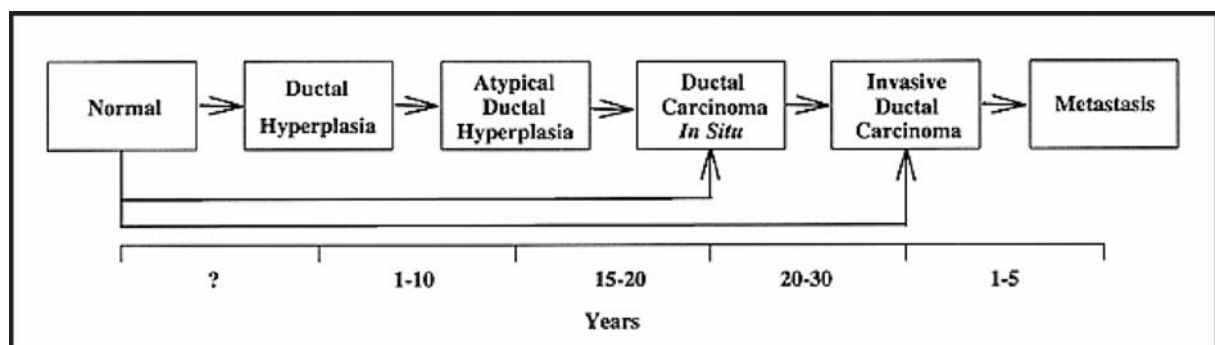 Normal
Ductal
Hyperplasia
Atypical
Ductal
Hyperplasia
Ductal
Carcinoma
In Situ
Invasive
Ductal
Carcinoma
Metastasis
?
1-10
15-20
20-30
1-5
Years